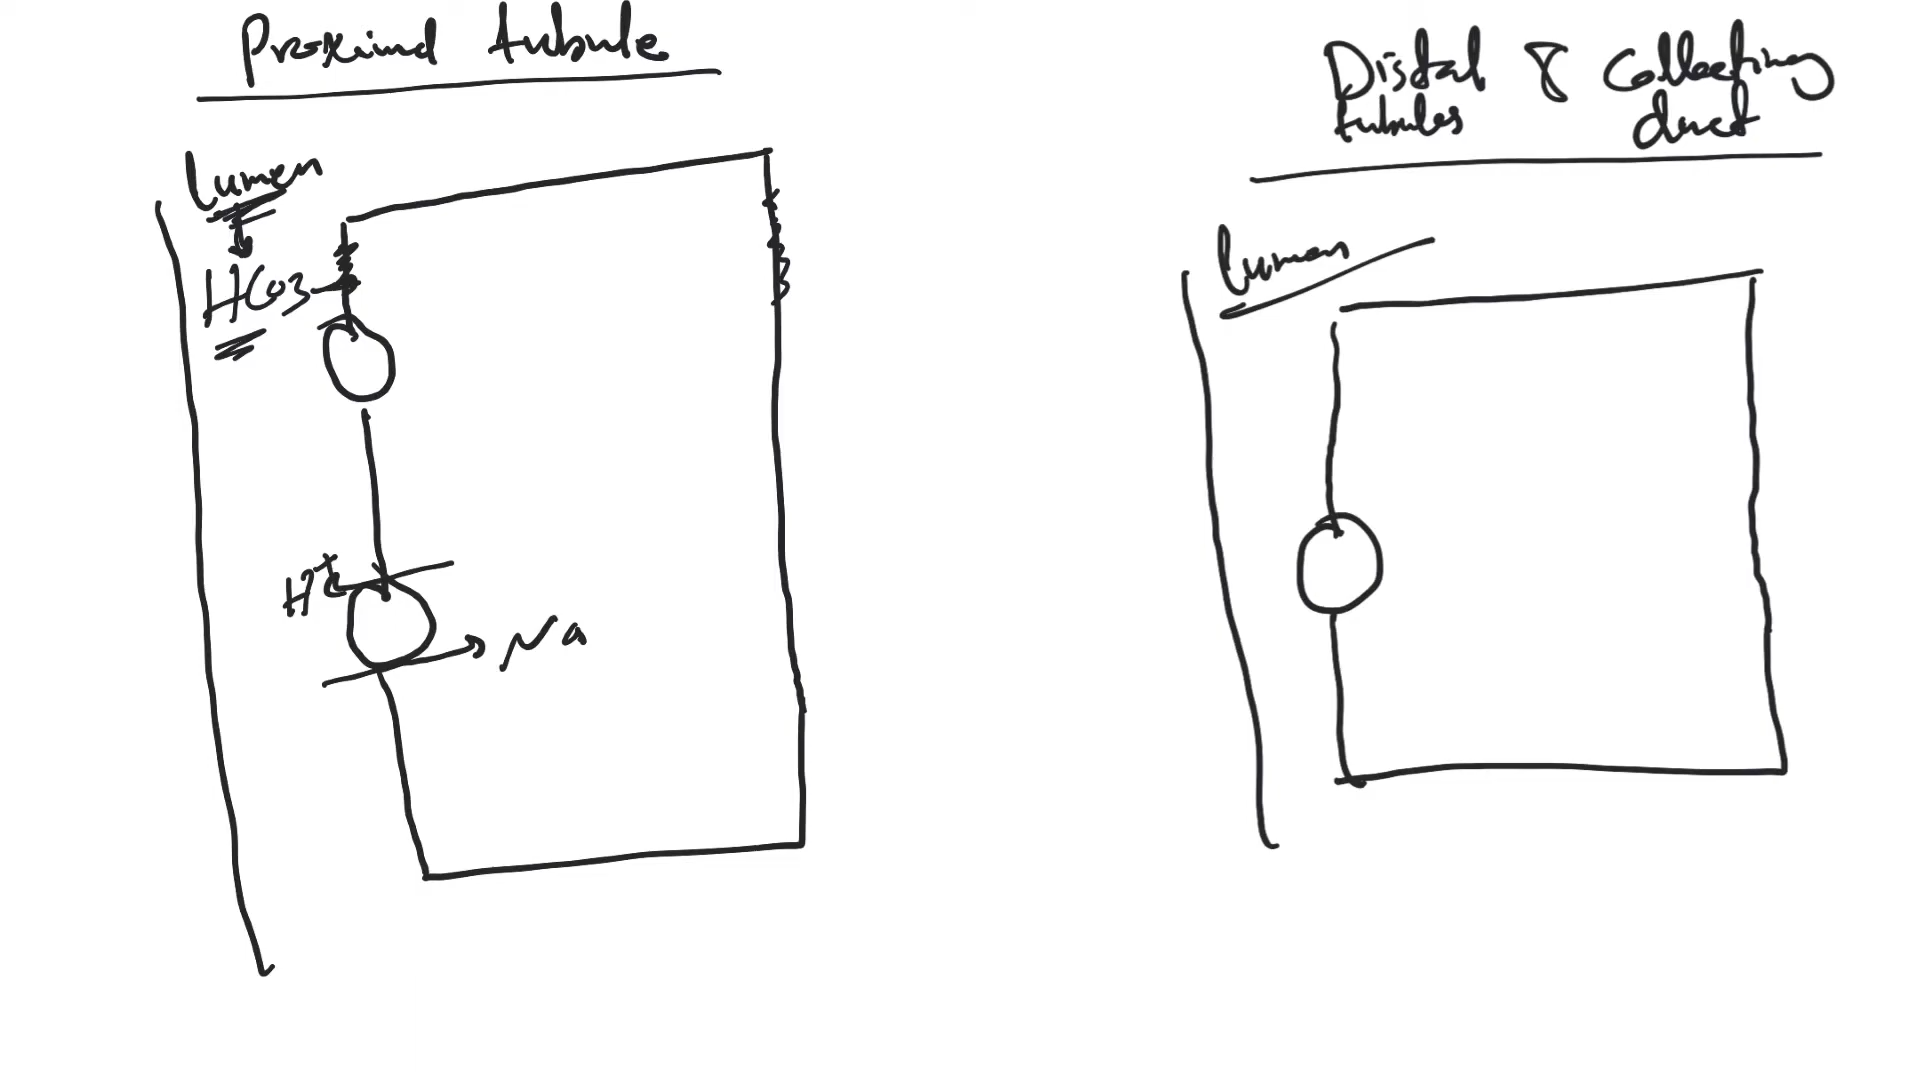 Proximal tubule
Lumen
HCO3-
H+
Na
Distal & Collecting
tubules duct
Lumen